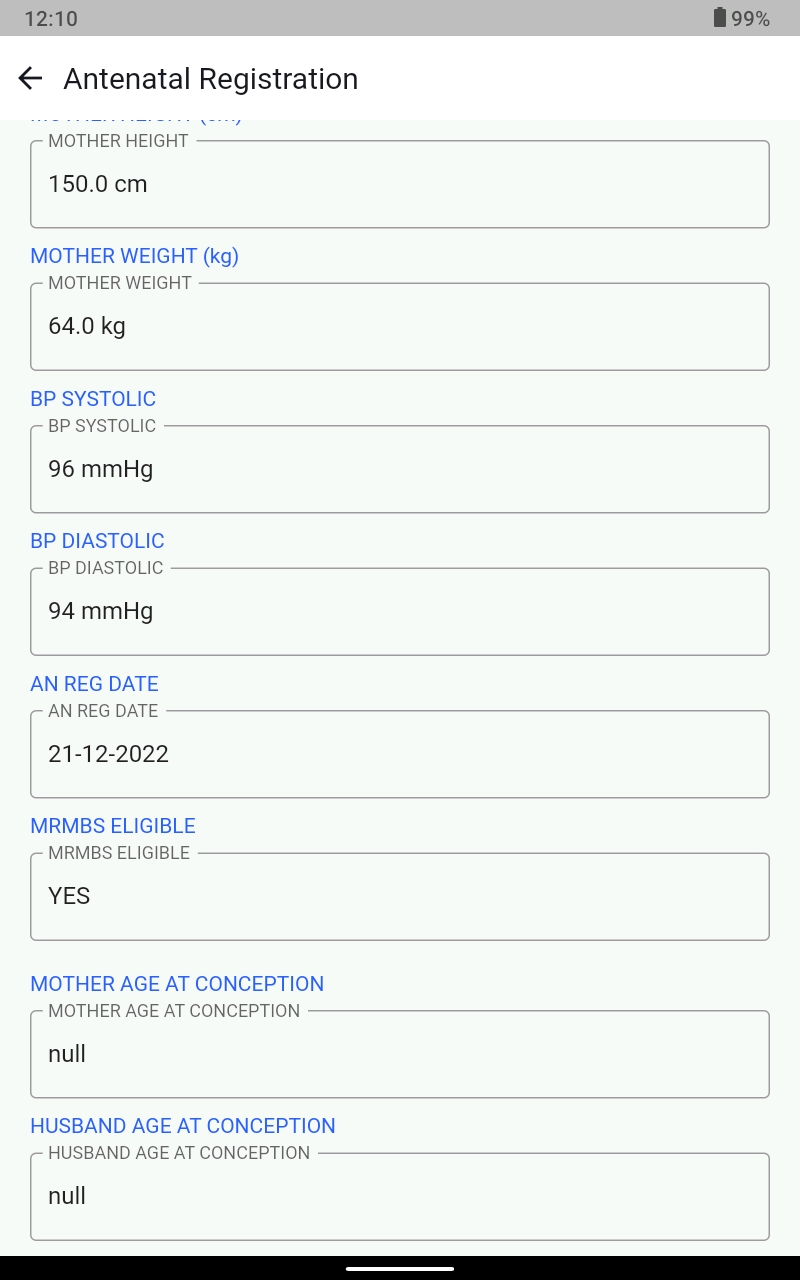 12:10
99%
Antenatal Registration
MOTHER HEIGHT (cm)
MOTHER HEIGHT
150.0 cm
MOTHER WEIGHT (kg)
MOTHER WEIGHT
64.0 kg
BP SYSTOLIC
BP SYSTOLIC
96 mmHg
BP DIASTOLIC
BP DIASTOLIC
94 mmHg
AN REG DATE
AN REG DATE
21-12-2022
MRMBS ELIGIBLE
MRMBS ELIGIBLE
YES
MOTHER AGE AT CONCEPTION
MOTHER AGE AT CONCEPTION
null
HUSBAND AGE AT CONCEPTION
HUSBAND AGE AT CONCEPTION
null